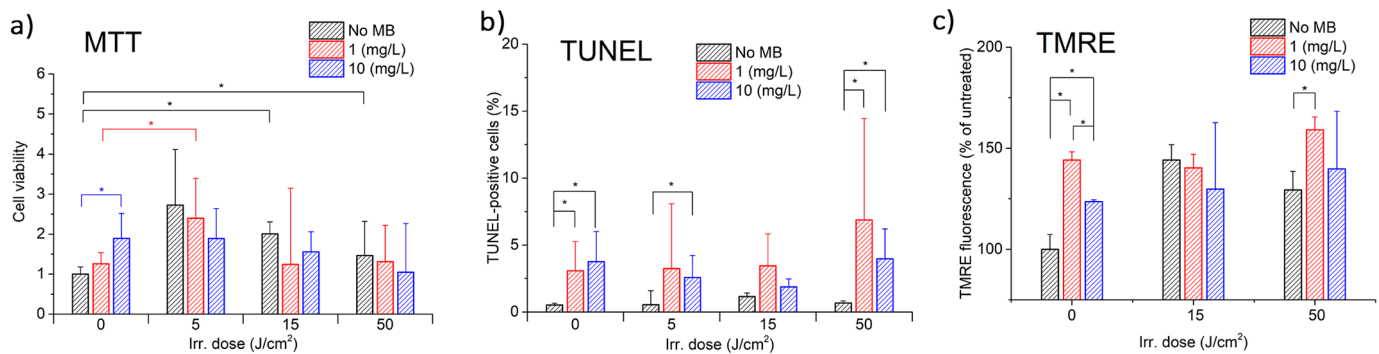 a)
MTT
No MB
1 (mg/L)
10 (mg/L)
Cell viability
6
5
4
3
2
1
0
*
*
*
*
0 5 15 50
Irr. dose (J/cm2)
b)
TUNEL
No MB
1 (mg/L)
10 (mg/L)
TUNEL-positive cells (%)
20
15
10
5
0
*
*
*
*
*
0 5 15 50
Irr. dose (J/cm2)
c)
TMRE
No MB
1 (mg/L)
10 (mg/L)
TMRE fluorescence (% of untreated)
200
150
100
*
*
*
*
0 15 50
Irr. dose (J/cm2)